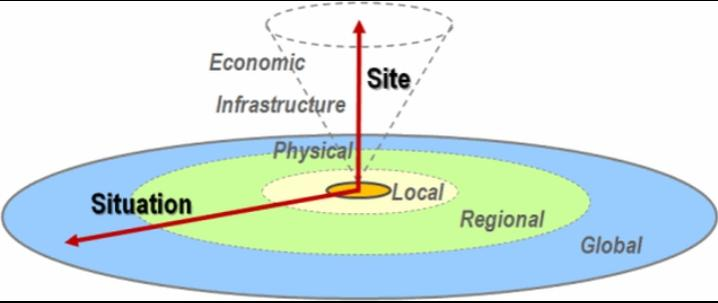 Economic
Site
Infrastructure
Physical
Local
Situation
Regional
Global